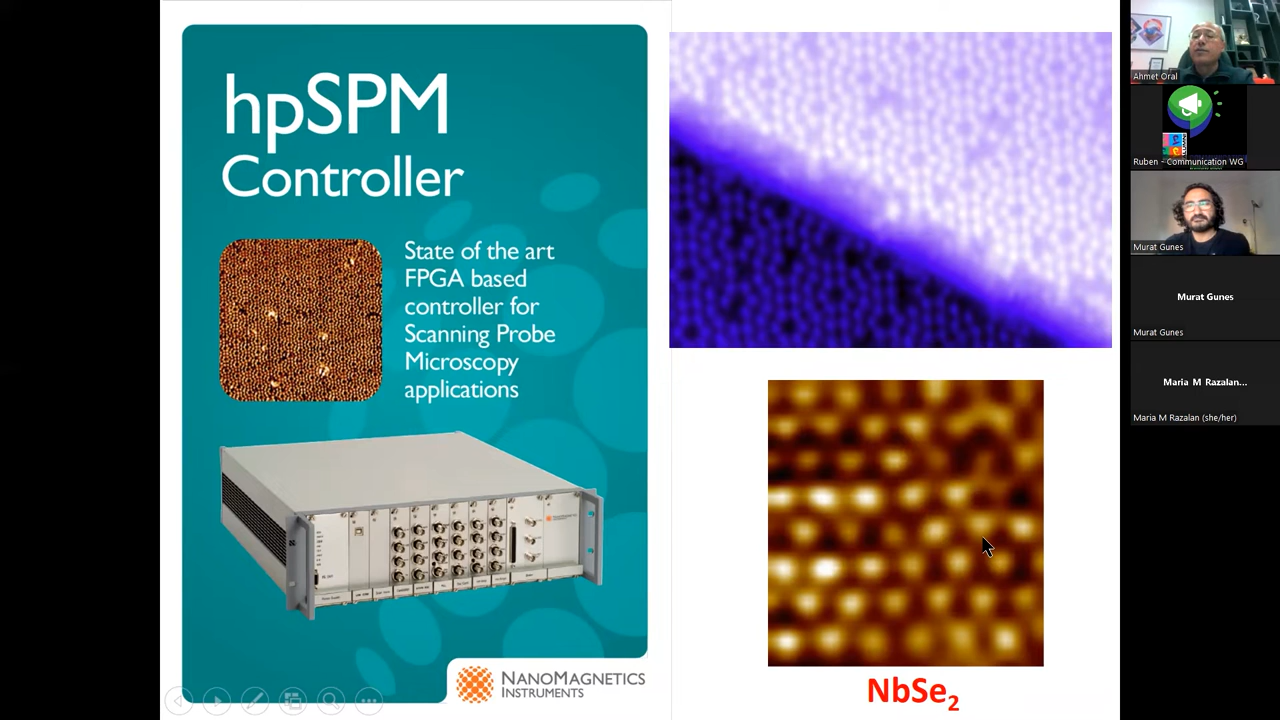 hpSPM
Controller
State of the art
FPGA based
controller for
Scanning Probe
Microscopy
applications
NANOMAGNETICS
INSTRUMENTS
NbSe2
Ahmet Oral
Ruben - Communication WG
Murat Gunes
Murat Gunes
Murat Gunes
Maria M Razalan...
Maria M Razalan (she/her)